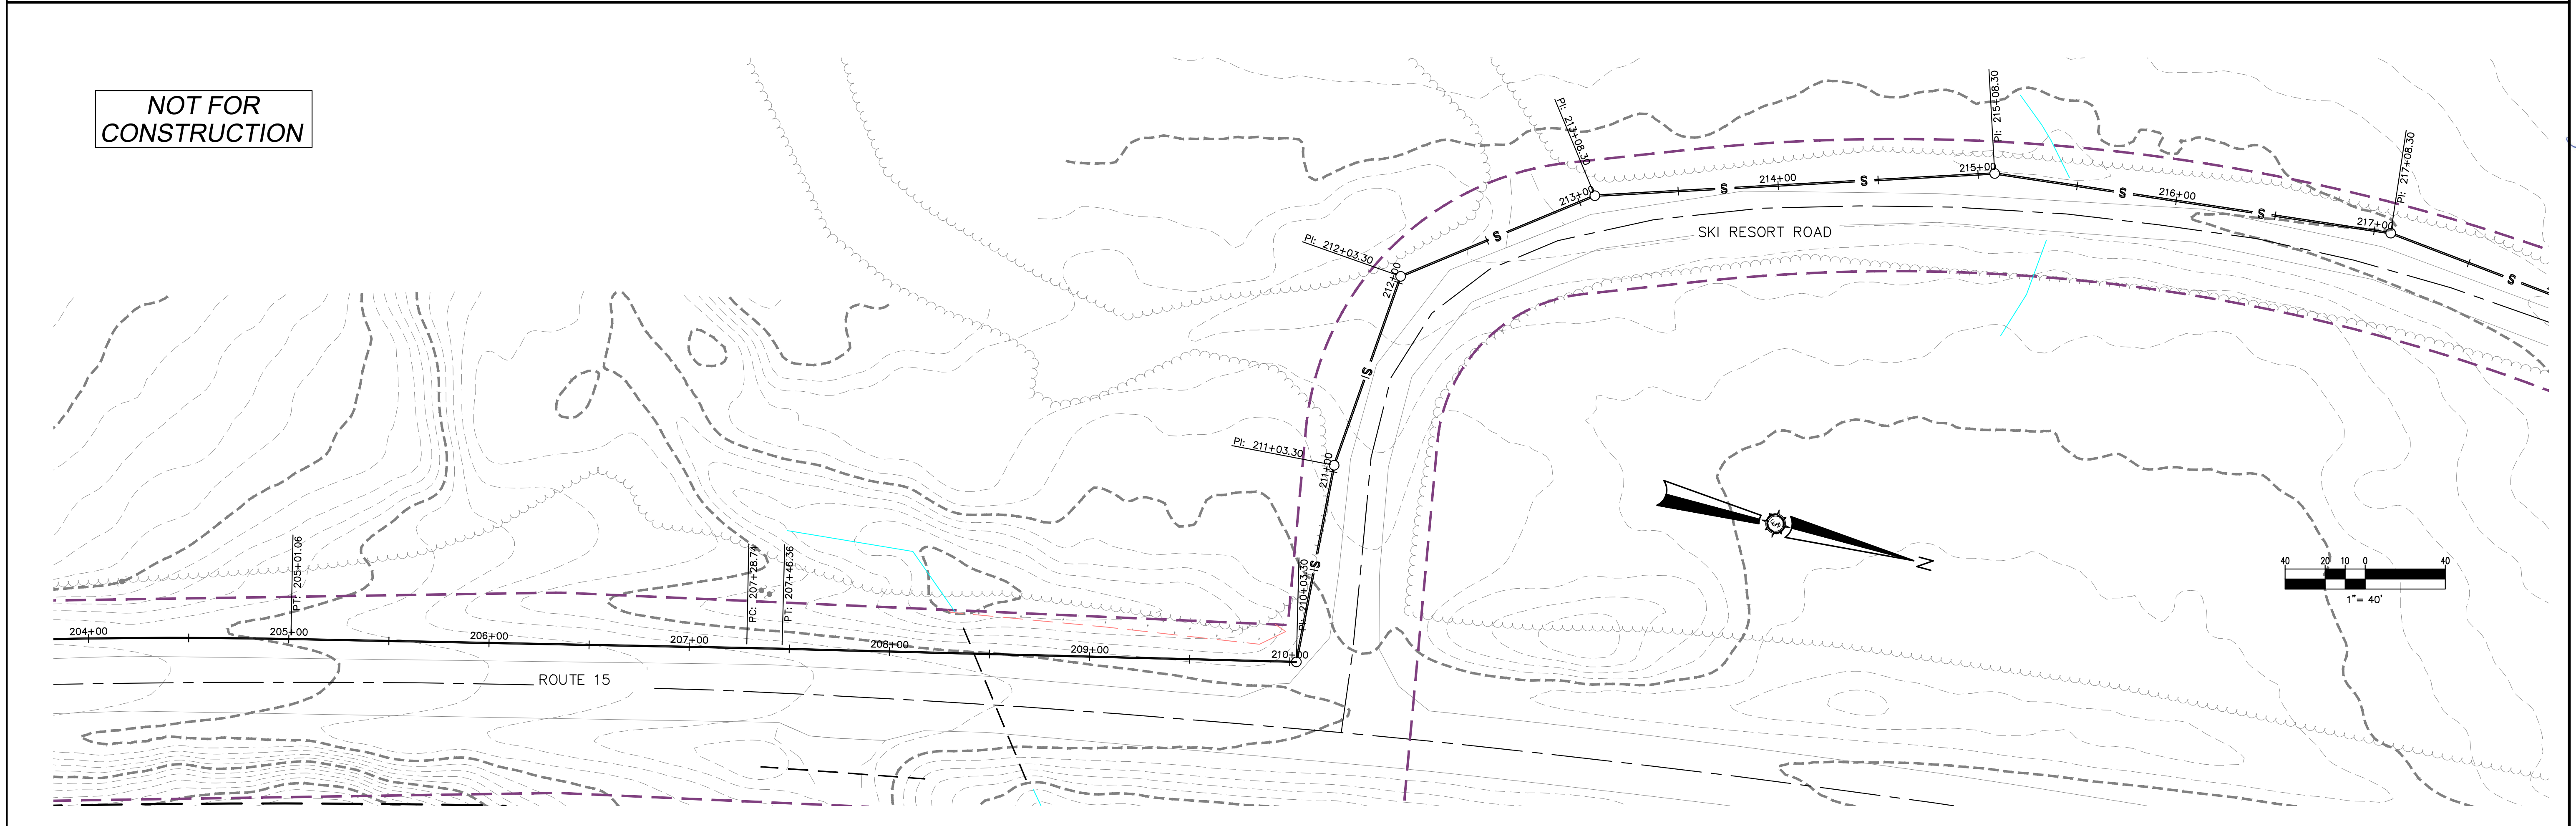 NOT FOR
CONSTRUCTION
PI: 213+08.30
PI: 215+08.30
PI: 217+08.30
213+00
S
214+00
S
215+00
S
216+00
S
217+00
S
S
SKI RESORT ROAD
PI: 212+03.30
212+00
S
PI: 211+03.30
211+00
S
PI: 210+03.30
N
40
20
10
0
40
1"= 40'
PT: 205+01.06
PC: 207+28.74
PT: 207+46.36
204+00
205+00
206+00
207+00
208+00
209+00
210+00
ROUTE 15